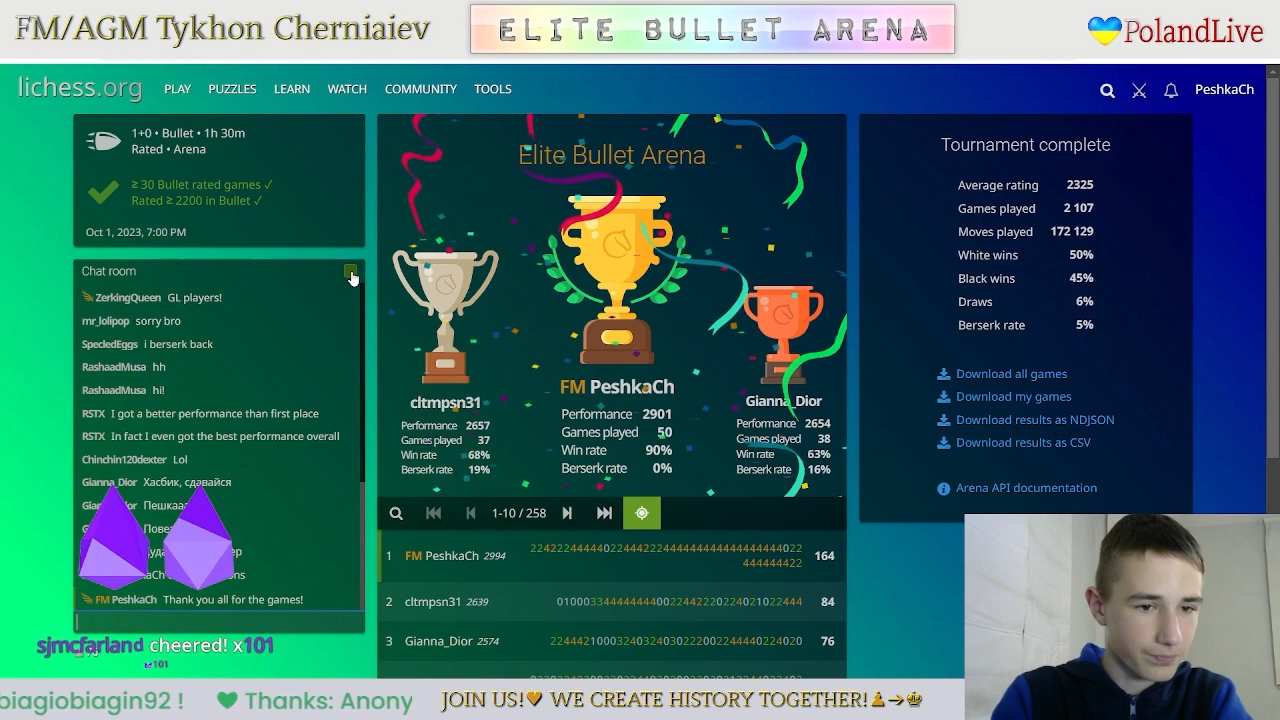 FM/AGM Tykhon Cherniaiev
ELITE BULLET ARENA
PolandLive
lichess.org PLAY PUZZLES LEARN WATCH COMMUNITY TOOLS PeshkaCh
1+0 • Bullet • 1h 30m
Rated • Arena
≥ 30 Bullet rated games ✓
Rated ≥ 2200 in Bullet ✓
Oct 1, 2023, 7:00 PM
Chat room
ZerkingQueen GL players!
mr_lolipop sorry bro
SpecledEggs i berserk back
RashaadMusa hh
RashaadMusa hi!
RSTX I got a better performance than first place
RSTX In fact I even got the best performance overall
Chinchin120dexter Lol
Gianna_Dior Хасбик, сдавайся
FM PeshkaCh Thank you all for the games!
sjmcfarland cheered! x101
101
Elite Bullet Arena
cltmpsn31
Performance 2657
Games played 37
Win rate 68%
Berserk rate 19%
FM PeshkaCh
Performance 2901
Games played 50
Win rate 90%
Berserk rate 0%
Gianna_Dior
Performance 2654
Games played 38
Win rate 63%
Berserk rate 16%
1-10 / 258
1 FM PeshkaCh 2994 164
444444422
2 cltmpsn31 2639 84
3 Gianna_Dior 2574 76
Tournament complete
Average rating 2325
Games played 2 107
Moves played 172 129
White wins 50%
Black wins 45%
Draws 6%
Berserk rate 5%
Download all games
Download my games
Download results as NDJSON
Download results as CSV
Arena API documentation
biagiobiagin92 ! Thanks: Anony
JOIN US!♥ WE CREATE HISTORY TOGETHER!♟→♚